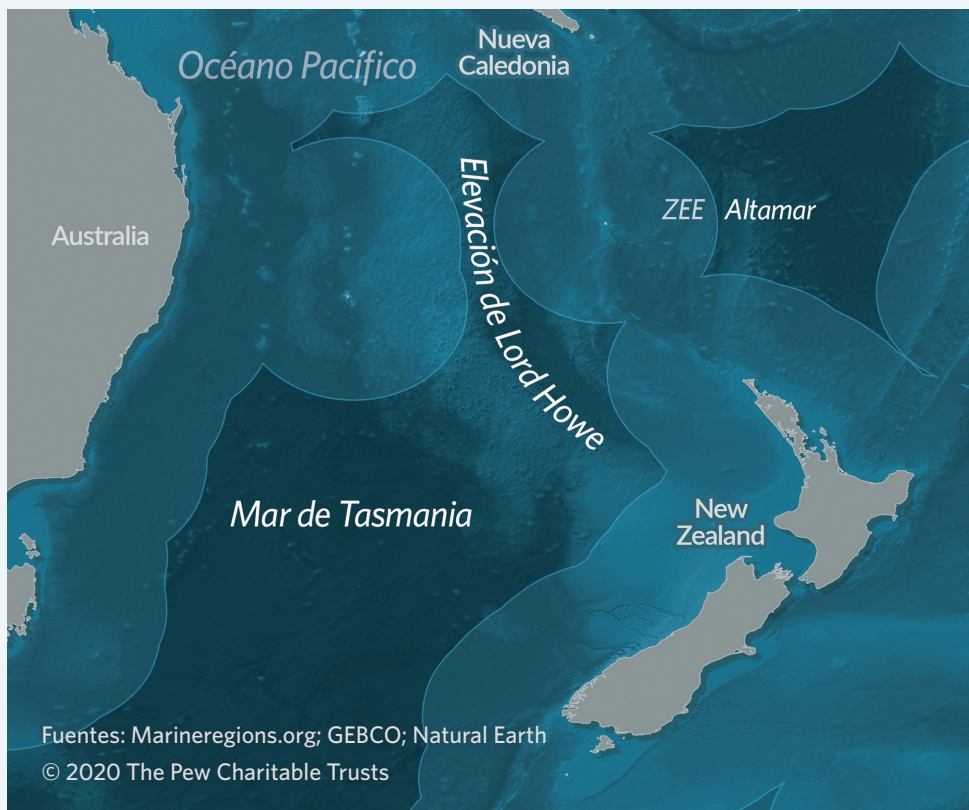 Océano Pacífico
Nueva
Caledonia
Elevación de Lord Howe
ZEE
Altamar
Australia
Mar de Tasmania
New
Zealand
Fuentes: Marineregions.org; GEBCO; Natural Earth
© 2020 The Pew Charitable Trusts